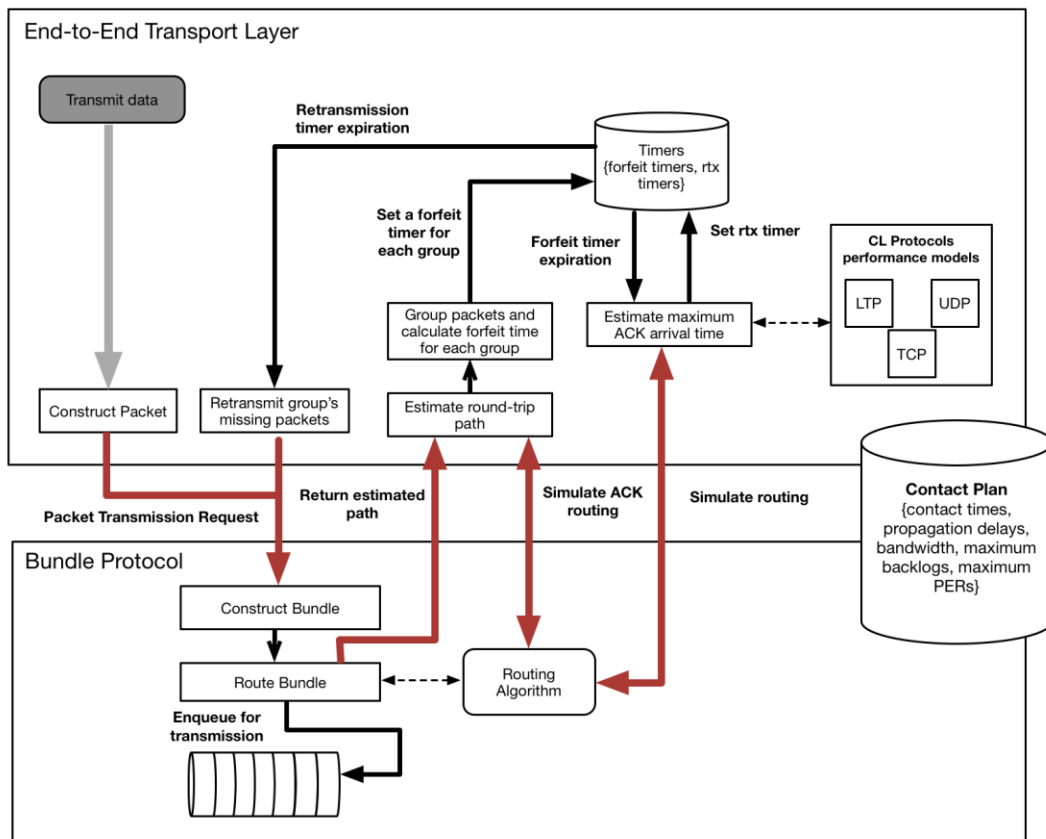 End-to-End Transport Layer
Transmit data
Retransmission
timer expiration
Timers
{forfeit timers, rtx
timers}
Set a forfeit
timer for
each group
Forfeit timer
expiration
Set rtx timer
CL Protocols
performance models
LTP
UDP
TCP
Group packets and
calculate forfeit time
for each group
Estimate maximum
ACK arrival time
Construct Packet
Retransmit group's
missing packets
Estimate round-trip
path
Packet Transmission Request
Return estimated
path
Simulate ACK
routing
Simulate routing
Contact Plan
{contact times,
propagation delays,
bandwidth, maximum
backlogs, maximum
PERs}
Bundle Protocol
Construct Bundle
Route Bundle
Routing
Algorithm
Enqueue for
transmission